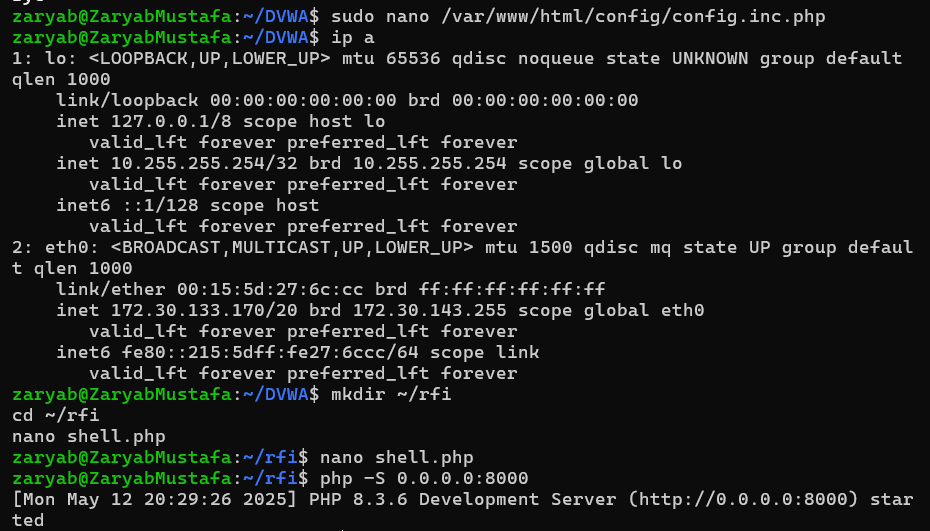 zaryab@ZaryabMustafa:~/DVWA$ sudo nano /var/www/html/config/config.inc.php
zaryab@ZaryabMustafa:~/DVWA$ ip a
1: lo: <LOOPBACK,UP,LOWER_UP> mtu 65536 qdisc noqueue state UNKNOWN group default
qlen 1000
    link/loopback 00:00:00:00:00:00 brd 00:00:00:00:00:00
    inet 127.0.0.1/8 scope host lo
       valid_lft forever preferred_lft forever
    inet 10.255.255.254/32 brd 10.255.255.254 scope global lo
       valid_lft forever preferred_lft forever
    inet6 ::1/128 scope host
       valid_lft forever preferred_lft forever
2: eth0: <BROADCAST,MULTICAST,UP,LOWER_UP> mtu 1500 qdisc mq state UP group defaul
t qlen 1000
    link/ether 00:15:5d:27:6c:cc brd ff:ff:ff:ff:ff:ff
    inet 172.30.133.170/20 brd 172.30.143.255 scope global eth0
       valid_lft forever preferred_lft forever
    inet6 fe80::215:5dff:fe27:6ccc/64 scope link
       valid_lft forever preferred_lft forever
zaryab@ZaryabMustafa:~/DVWA$ mkdir ~/rfi
cd ~/rfi
nano shell.php
zaryab@ZaryabMustafa:~/rfi$ nano shell.php
zaryab@ZaryabMustafa:~/rfi$ php -S 0.0.0.0:8000
[Mon May 12 20:29:26 2025] PHP 8.3.6 Development Server (http://0.0.0.0:8000) star
ted